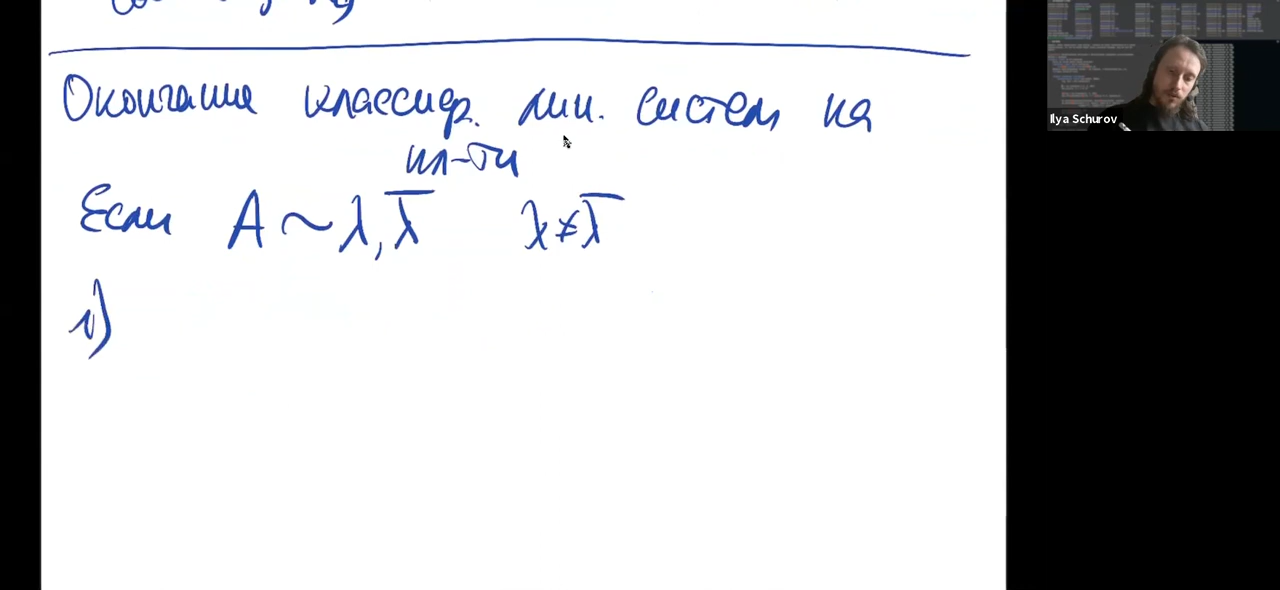 Окончание классиф. лин. систем на
пл-ти
Если A ~ λ, λ̅ λ ≠ λ̅
1)
Ilya Schurov